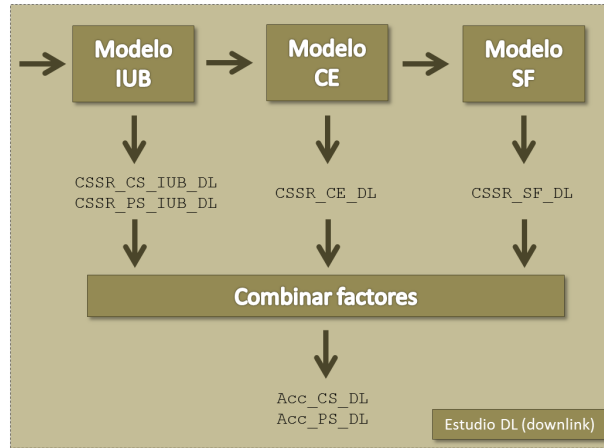 Modelo
IUB
Modelo
CE
Modelo
SF
CSSR_CS_IUB_DL
CSSR_PS_IUB_DL
CSSR_CE_DL
CSSR_SF_DL
Combinar factores
Acc_CS_DL
Acc_PS_DL
Estudio DL (downlink)